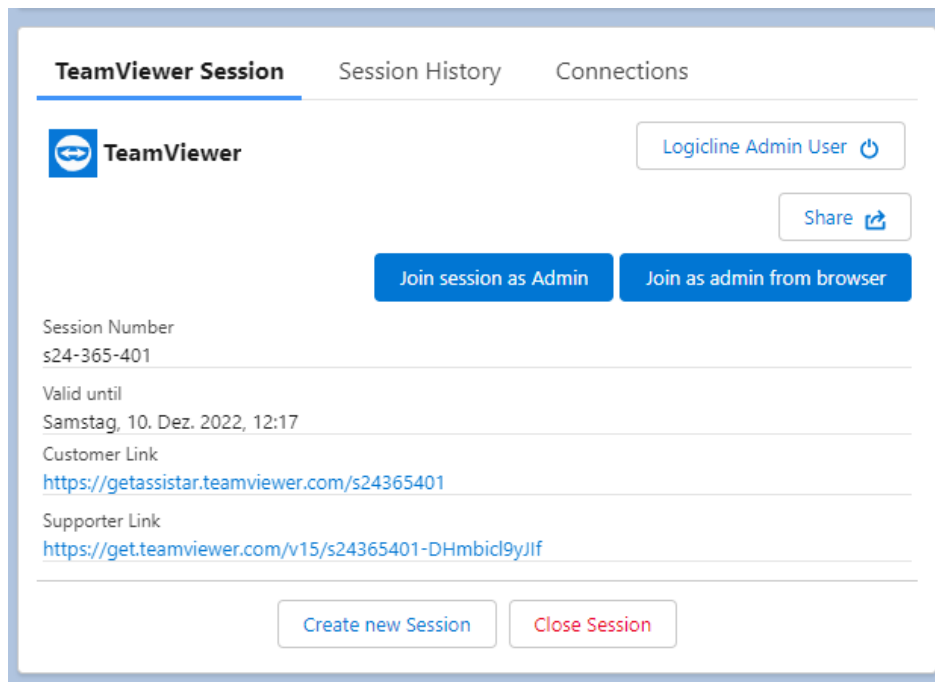 TeamViewer Session Session History Connections
TeamViewer
Logicline Admin User
Share
Join session as Admin Join as admin from browser
Session Number
s24-365-401
Valid until
Samstag, 10. Dez. 2022, 12:17
Customer Link
https://getassistar.teamviewer.com/s24365401
Supporter Link
https://get.teamviewer.com/v15/s24365401-DHmbicl9yJIf
Create new Session Close Session